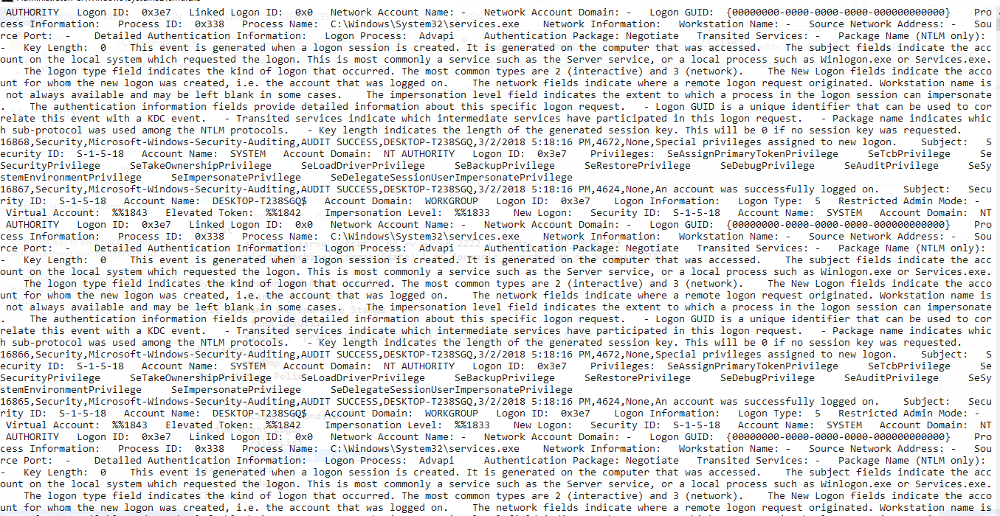 AUTHORITY   Logon ID:  0x3e7   Linked Logon ID:  0x0   Network Account Name: -   Network Account Domain: -   Logon GUID:  {00000000-0000-0000-0000-000000000000}    Pro
cess Information:   Process ID:  0x338   Process Name:  C:\Windows\System32\services.exe    Network Information:   Workstation Name: -   Source Network Address: -   Sou
rce Port:  -    Detailed Authentication Information:   Logon Process:  Advapi     Authentication Package: Negotiate   Transited Services: -   Package Name (NTLM only):
-   Key Length:  0    This event is generated when a logon session is created. It is generated on the computer that was accessed.    The subject fields indicate the acc
ount on the local system which requested the logon. This is most commonly a service such as the Server service, or a local process such as Winlogon.exe or Services.exe.
The logon type field indicates the kind of logon that occurred. The most common types are 2 (interactive) and 3 (network).    The New Logon fields indicate the acco
unt for whom the new logon was created, i.e. the account that was logged on.    The network fields indicate where a remote logon request originated. Workstation name is
not always available and may be left blank in some cases.    The impersonation level field indicates the extent to which a process in the logon session can impersonate
.    The authentication information fields provide detailed information about this specific logon request.   - Logon GUID is a unique identifier that can be used to cor
relate this event with a KDC event.   - Transited services indicate which intermediate services have participated in this logon request.   - Package name indicates whic
h sub-protocol was used among the NTLM protocols.   - Key length indicates the length of the generated session key. This will be 0 if no session key was requested.
16868,Security,Microsoft-Windows-Security-Auditing,AUDIT SUCCESS,DESKTOP-T238SGQ,3/2/2018 5:18:16 PM,4672,None,Special privileges assigned to new logon.    Subject:   S
ecurity ID:  S-1-5-18   Account Name:  SYSTEM   Account Domain:  NT AUTHORITY   Logon ID:  0x3e7    Privileges:  SeAssignPrimaryTokenPrivilege     SeTcbPrivilege     Se
SecurityPrivilege     SeTakeOwnershipPrivilege     SeLoadDriverPrivilege     SeBackupPrivilege     SeRestorePrivilege     SeDebugPrivilege     SeAuditPrivilege     SeSy
stemEnvironmentPrivilege     SeImpersonatePrivilege     SeDelegateSessionUserImpersonatePrivilege
16867,Security,Microsoft-Windows-Security-Auditing,AUDIT SUCCESS,DESKTOP-T238SGQ,3/2/2018 5:18:16 PM,4624,None,An account was successfully logged on.    Subject:   Secu
rity ID:  S-1-5-18   Account Name:  DESKTOP-T238SGQ$   Account Domain:  WORKGROUP   Logon ID:  0x3e7    Logon Information:   Logon Type:  5   Restricted Admin Mode: -
Virtual Account:  %%1843   Elevated Token:  %%1842    Impersonation Level:  %%1833    New Logon:   Security ID:  S-1-5-18   Account Name:  SYSTEM   Account Domain:  NT
AUTHORITY   Logon ID:  0x3e7   Linked Logon ID:  0x0   Network Account Name: -   Network Account Domain: -   Logon GUID:  {00000000-0000-0000-0000-000000000000}    Pro
cess Information:   Process ID:  0x338   Process Name:  C:\Windows\System32\services.exe    Network Information:   Workstation Name: -   Source Network Address: -   Sou
rce Port:  -    Detailed Authentication Information:   Logon Process:  Advapi     Authentication Package: Negotiate   Transited Services: -   Package Name (NTLM only):
-   Key Length:  0    This event is generated when a logon session is created. It is generated on the computer that was accessed.    The subject fields indicate the acc
ount on the local system which requested the logon. This is most commonly a service such as the Server service, or a local process such as Winlogon.exe or Services.exe.
The logon type field indicates the kind of logon that occurred. The most common types are 2 (interactive) and 3 (network).    The New Logon fields indicate the acco
unt for whom the new logon was created, i.e. the account that was logged on.    The network fields indicate where a remote logon request originated. Workstation name is
not always available and may be left blank in some cases.    The impersonation level field indicates the extent to which a process in the logon session can impersonate
.    The authentication information fields provide detailed information about this specific logon request.   - Logon GUID is a unique identifier that can be used to cor
relate this event with a KDC event.   - Transited services indicate which intermediate services have participated in this logon request.   - Package name indicates whic
h sub-protocol was used among the NTLM protocols.   - Key length indicates the length of the generated session key. This will be 0 if no session key was requested.
16866,Security,Microsoft-Windows-Security-Auditing,AUDIT SUCCESS,DESKTOP-T238SGQ,3/2/2018 5:18:16 PM,4672,None,Special privileges assigned to new logon.    Subject:   S
ecurity ID:  S-1-5-18   Account Name:  SYSTEM   Account Domain:  NT AUTHORITY   Logon ID:  0x3e7    Privileges:  SeAssignPrimaryTokenPrivilege     SeTcbPrivilege     Se
SecurityPrivilege     SeTakeOwnershipPrivilege     SeLoadDriverPrivilege     SeBackupPrivilege     SeRestorePrivilege     SeDebugPrivilege     SeAuditPrivilege     SeSy
stemEnvironmentPrivilege     SeImpersonatePrivilege     SeDelegateSessionUserImpersonatePrivilege
16865,Security,Microsoft-Windows-Security-Auditing,AUDIT SUCCESS,DESKTOP-T238SGQ,3/2/2018 5:18:16 PM,4624,None,An account was successfully logged on.    Subject:   Secu
rity ID:  S-1-5-18   Account Name:  DESKTOP-T238SGQ$   Account Domain:  WORKGROUP   Logon ID:  0x3e7    Logon Information:   Logon Type:  5   Restricted Admin Mode: -
Virtual Account:  %%1843   Elevated Token:  %%1842    Impersonation Level:  %%1833    New Logon:   Security ID:  S-1-5-18   Account Name:  SYSTEM   Account Domain:  NT
AUTHORITY   Logon ID:  0x3e7   Linked Logon ID:  0x0   Network Account Name: -   Network Account Domain: -   Logon GUID:  {00000000-0000-0000-0000-000000000000}    Pro
cess Information:   Process ID:  0x338   Process Name:  C:\Windows\System32\services.exe    Network Information:   Workstation Name: -   Source Network Address: -   Sou
rce Port:  -    Detailed Authentication Information:   Logon Process:  Advapi     Authentication Package: Negotiate   Transited Services: -   Package Name (NTLM only):
-   Key Length:  0    This event is generated when a logon session is created. It is generated on the computer that was accessed.    The subject fields indicate the acc
ount on the local system which requested the logon. This is most commonly a service such as the Server service, or a local process such as Winlogon.exe or Services.exe.
The logon type field indicates the kind of logon that occurred. The most common types are 2 (interactive) and 3 (network).    The New Logon fields indicate the acco
unt for whom the new logon was created, i.e. the account that was logged on.    The network fields indicate where a remote logon request originated. Workstation name is